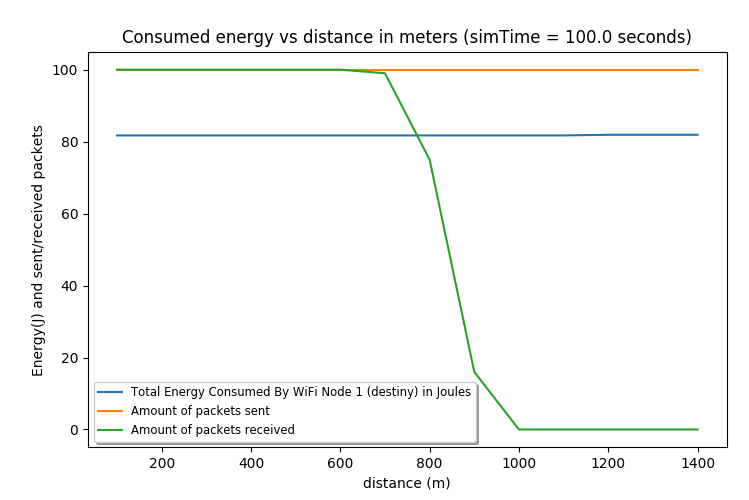 Consumed energy vs distance in meters (simTime = 100.0 seconds)
Energy(J) and sent/received packets
100
80
60
40
20
0
Total Energy Consumed By WiFi Node 1 (destiny) in Joules
Amount of packets sent
Amount of packets received
200 400 600 800 1000 1200 1400
distance (m)